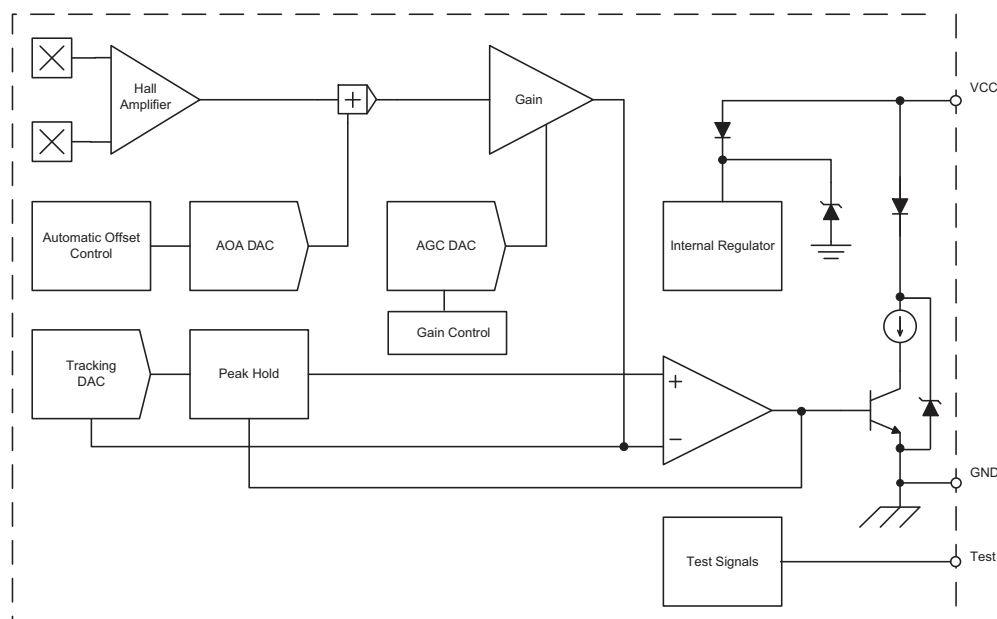 Hall
Amplifier
+
Gain
VCC
Automatic Offset
Control
AOA DAC
AGC DAC
Internal Regulator
Gain Control
Tracking
DAC
Peak Hold
+
−
GND
Test Signals
Test